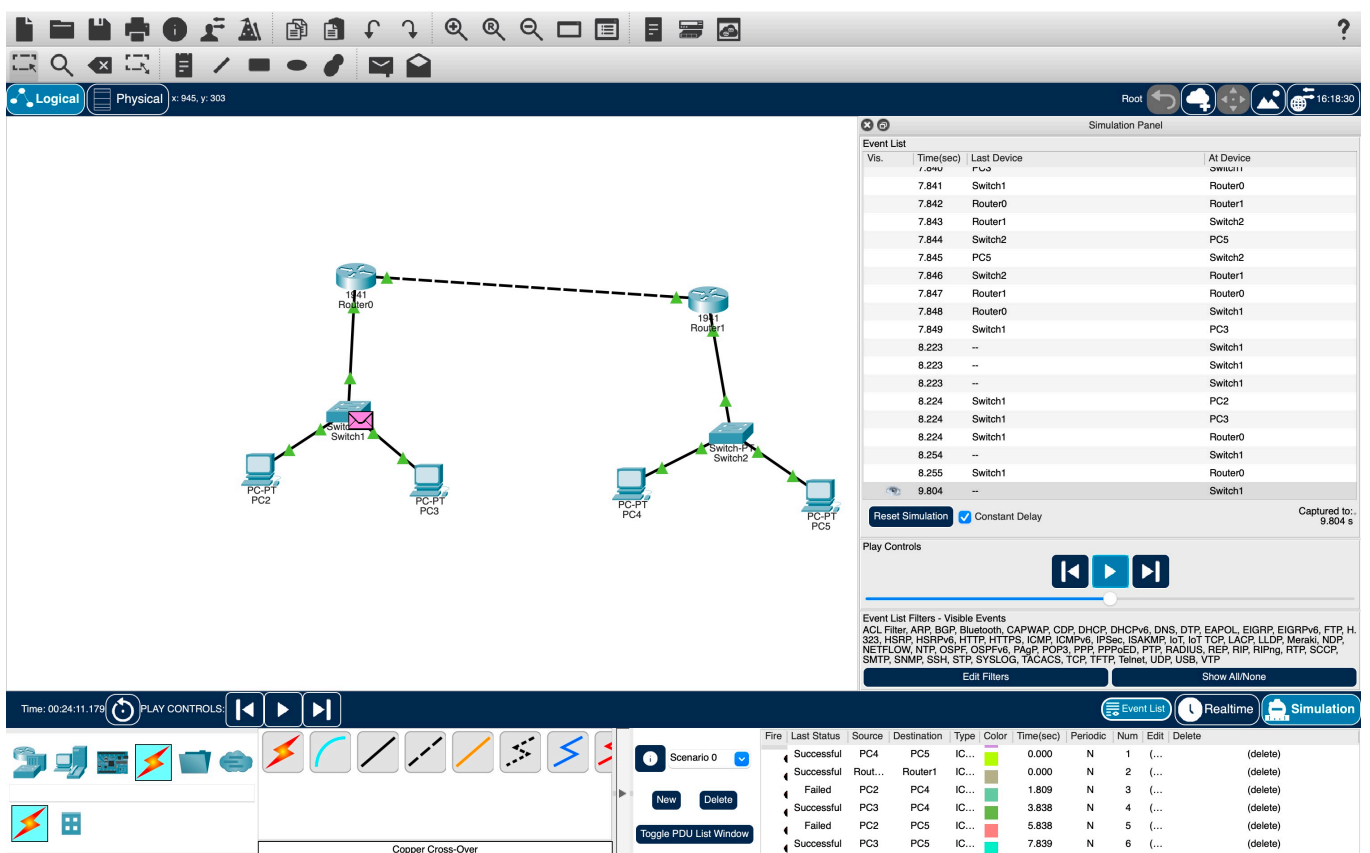 ?
Logical
Physical
x: 945, y: 303
Root
16:18:30
Simulation Panel
Event List
Vis. Time(sec) Last Device At Device
7.840 PC3 Switch1
7.841 Switch1 Router0
7.842 Router0 Router1
7.843 Router1 Switch2
7.844 Switch2 PC5
7.845 PC5 Switch2
7.846 Switch2 Router1
7.847 Router1 Router0
7.848 Router0 Switch1
7.849 Switch1 PC3
8.223 -- Switch1
8.223 -- Switch1
8.223 -- Switch1
8.224 Switch1 PC2
8.224 Switch1 PC3
8.224 Switch1 Router0
8.254 -- Switch1
8.255 Switch1 Router0
9.804 -- Switch1
Reset Simulation
Constant Delay
Captured to:.
9.804 s
Play Controls
Event List Filters - Visible Events
ACL Filter, ARP, BGP, Bluetooth, CAPWAP, CDP, DHCP, DHCPv6, DNS, DTP, EAPOL, EIGRP, EIGRPv6, FTP, H.
323, HSRP, HSRPv6, HTTP, HTTPS, ICMP, ICMPv6, IPSec, ISAKMP, IoT, IoT TCP, LACP, LLDP, Meraki, NDP,
NETFLOW, NTP, OSPF, OSPFv6, PAgP, POP3, PPP, PPPoED, PTP, RADIUS, REP, RIP, RIPng, RTP, SCCP,
SMTP, SNMP, SSH, STP, SYSLOG, TACACS, TCP, TFTP, Telnet, UDP, USB, VTP
Edit Filters
Show All/None
1941
Router0
1941
Router1
Switch1
Switch-PT
Switch2
PC-PT
PC2
PC-PT
PC3
PC-PT
PC4
PC-PT
PC5
Time: 00:24:11.179
PLAY CONTROLS:
Event List
Realtime
Simulation
Copper Cross-Over
Scenario 0
New
Delete
Toggle PDU List Window
Fire Last Status Source Destination Type Color Time(sec) Periodic Num Edit Delete
Successful PC4 PC5 IC... 0.000 N 1 (... (delete)
Successful Rout... Router1 IC... 0.000 N 2 (... (delete)
Failed PC2 PC4 IC... 1.809 N 3 (... (delete)
Successful PC3 PC4 IC... 3.838 N 4 (... (delete)
Failed PC2 PC5 IC... 5.838 N 5 (... (delete)
Successful PC3 PC5 IC... 7.839 N 6 (... (delete)